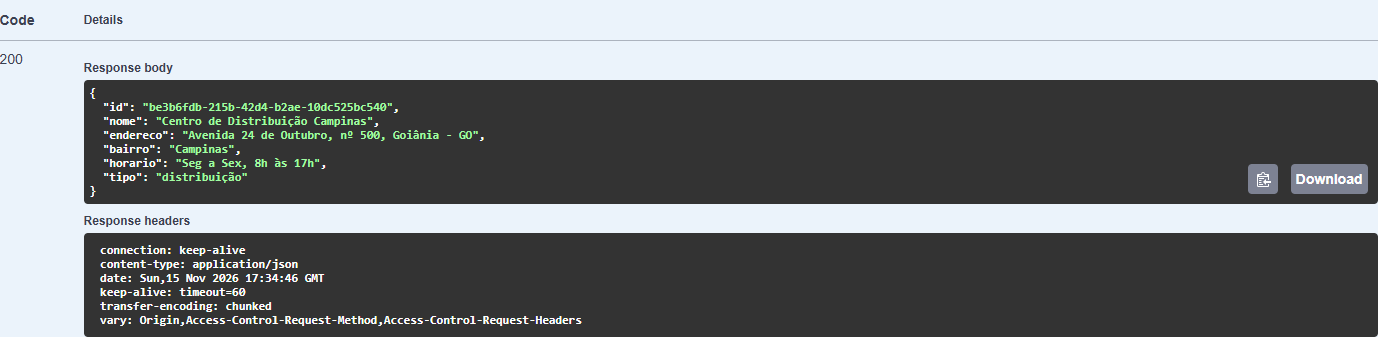 Code Details
200
Response body
{
  "id": "be3b6fdb-215b-42d4-b2ae-10dc525bc540",
  "nome": "Centro de Distribuição Campinas",
  "endereco": "Avenida 24 de Outubro, nº 500, Goiânia - GO",
  "bairro": "Campinas",
  "horario": "Seg a Sex, 8h às 17h",
  "tipo": "distribuição"
}
Download
Response headers
connection: keep-alive
content-type: application/json
date: Sun,15 Nov 2026 17:34:46 GMT
keep-alive: timeout=60
transfer-encoding: chunked
vary: Origin,Access-Control-Request-Method,Access-Control-Request-Headers